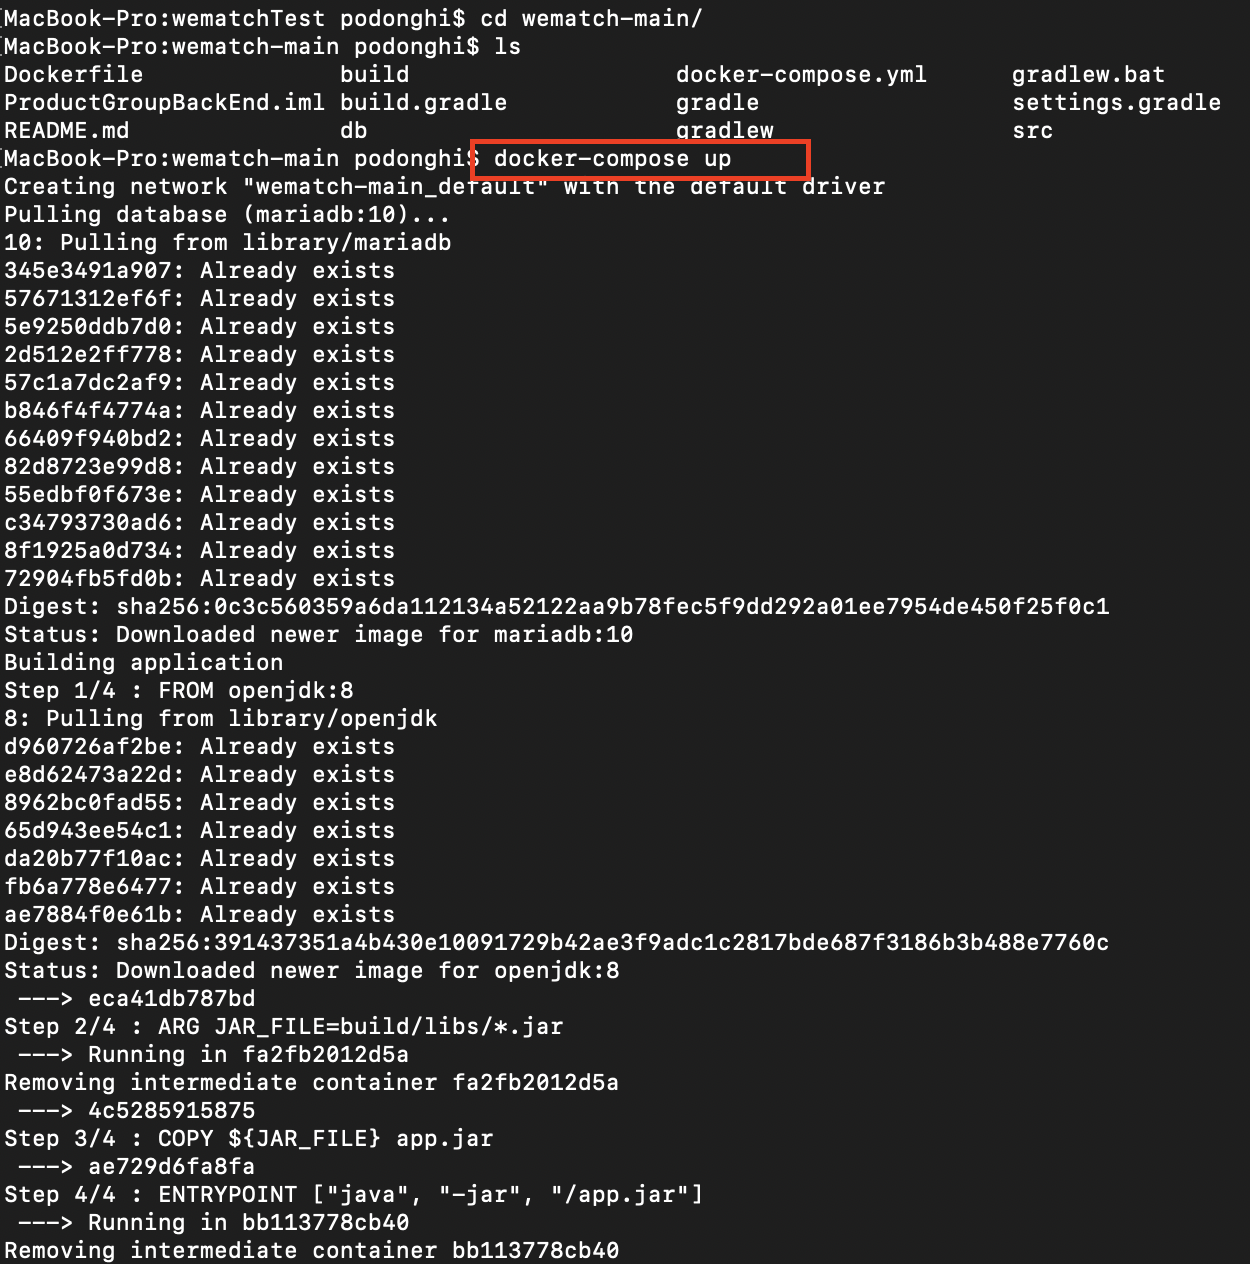 [MacBook-Pro:wematchTest podonghi$ cd wematch-main/
[MacBook-Pro:wematch-main podonghi$ ls
Dockerfile build docker-compose.yml gradlew.bat
ProductGroupBackEnd.iml build.gradle gradle settings.gradle
README.md db gradlew src
[MacBook-Pro:wematch-main podonghi$ docker-compose up
Creating network "wematch-main_default" with the default driver
Pulling database (mariadb:10)...
10: Pulling from library/mariadb
345e3491a907: Already exists
57671312ef6f: Already exists
5e9250ddb7d0: Already exists
2d512e2ff778: Already exists
57c1a7dc2af9: Already exists
b846f4f4774a: Already exists
66409f940bd2: Already exists
82d8723e99d8: Already exists
55edbf0f673e: Already exists
c34793730ad6: Already exists
8f1925a0d734: Already exists
72904fb5fd0b: Already exists
Digest: sha256:0c3c560359a6da112134a52122aa9b78fec5f9dd292a01ee7954de450f25f0c1
Status: Downloaded newer image for mariadb:10
Building application
Step 1/4 : FROM openjdk:8
8: Pulling from library/openjdk
d960726af2be: Already exists
e8d62473a22d: Already exists
8962bc0fad55: Already exists
65d943ee54c1: Already exists
da20b77f10ac: Already exists
fb6a778e6477: Already exists
ae7884f0e61b: Already exists
Digest: sha256:391437351a4b430e10091729b42ae3f9adc1c2817bde687f3186b3b488e7760c
Status: Downloaded newer image for openjdk:8
 ---> eca41db787bd
Step 2/4 : ARG JAR_FILE=build/libs/*.jar
 ---> Running in fa2fb2012d5a
Removing intermediate container fa2fb2012d5a
 ---> 4c5285915875
Step 3/4 : COPY ${JAR_FILE} app.jar
 ---> ae729d6fa8fa
Step 4/4 : ENTRYPOINT ["java", "-jar", "/app.jar"]
 ---> Running in bb113778cb40
Removing intermediate container bb113778cb40